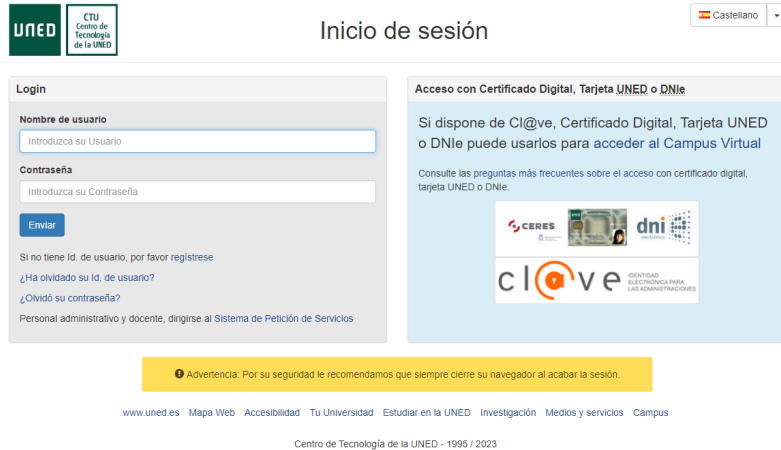 UNED
CTU
Centro de
Tecnología
de la UNED
Inicio de sesión
Castellano
Login
Nombre de usuario
Introduzca su Usuario
Contraseña
Introduzca su Contraseña
Enviar
Si no tiene Id. de usuario, por favor regístrese
¿Ha olvidado su Id. de usuario?
¿Olvidó su contraseña?
Personal administrativo y docente, dirigirse al Sistema de Petición de Servicios
Acceso con Certificado Digital, Tarjeta UNED o DNIe
Si dispone de Cl@ve, Certificado Digital, Tarjeta UNED
o DNIe puede usarlos para acceder al Campus Virtual
Consulte las preguntas más frecuentes sobre el acceso con certificado digital,
tarjeta UNED o DNIe.
CERES
dni
electrónico
cl@ve
IDENTIDAD
ELECTRÓNICA PARA
LAS ADMINISTRACIONES
Advertencia: Por su seguridad le recomendamos que siempre cierre su navegador al acabar la sesión.
www.uned.es Mapa Web Accesibilidad Tu Universidad Estudiar en la UNED Investigación Medios y servicios Campus
Centro de Tecnología de la UNED - 1995 / 2023